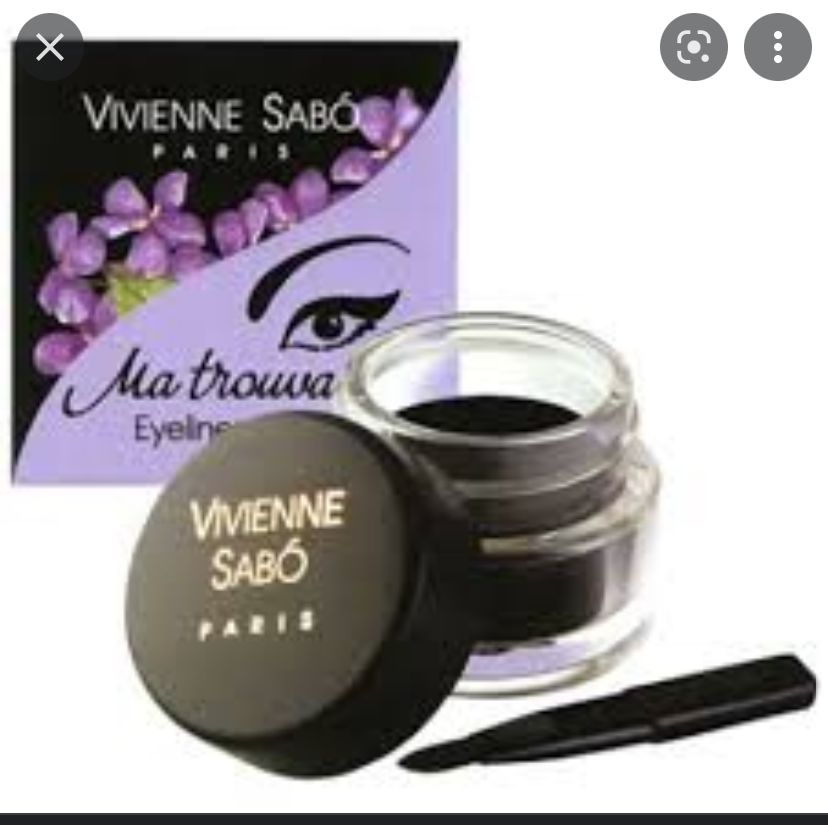 VIVIENNE SABÓ
PARIS
Ma trouva
Eyeline
VIVIENNE
SABÓ
PARIS